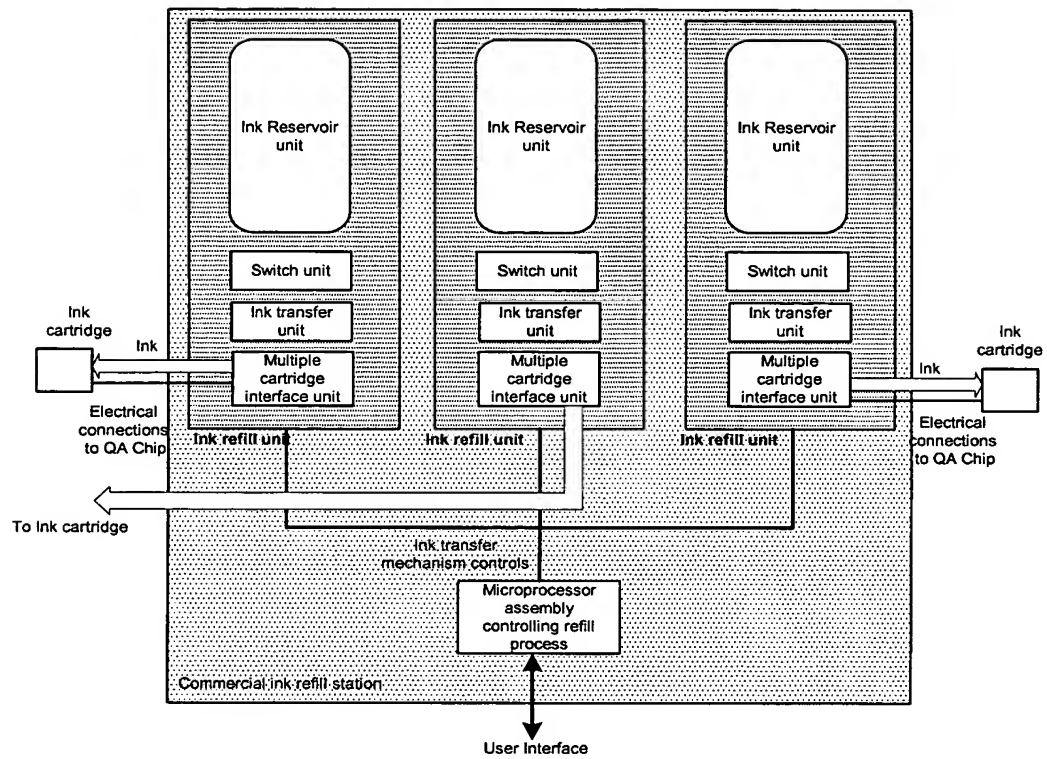 Ink Reservoir
unit
Ink Reservoir
unit
Ink Reservoir
unit
Switch unit
Switch unit
Switch unit
Ink transfer
unit
Ink transfer
unit
Ink transfer
unit
Ink
cartridge
Ink
Multiple
cartridge
interface unit
Multiple
cartridge
interface unit
Multiple
cartridge
interface unit
Ink
Ink
cartridge
Electrical
connections
to QA Chip
Ink refill unit
Ink refill unit
Ink refill unit
Electrical
connections
to QA Chip
To Ink cartridge
Ink transfer
mechanism controls
Microprocessor
assembly
controlling refill
process
Commercial ink refill station
User Interface